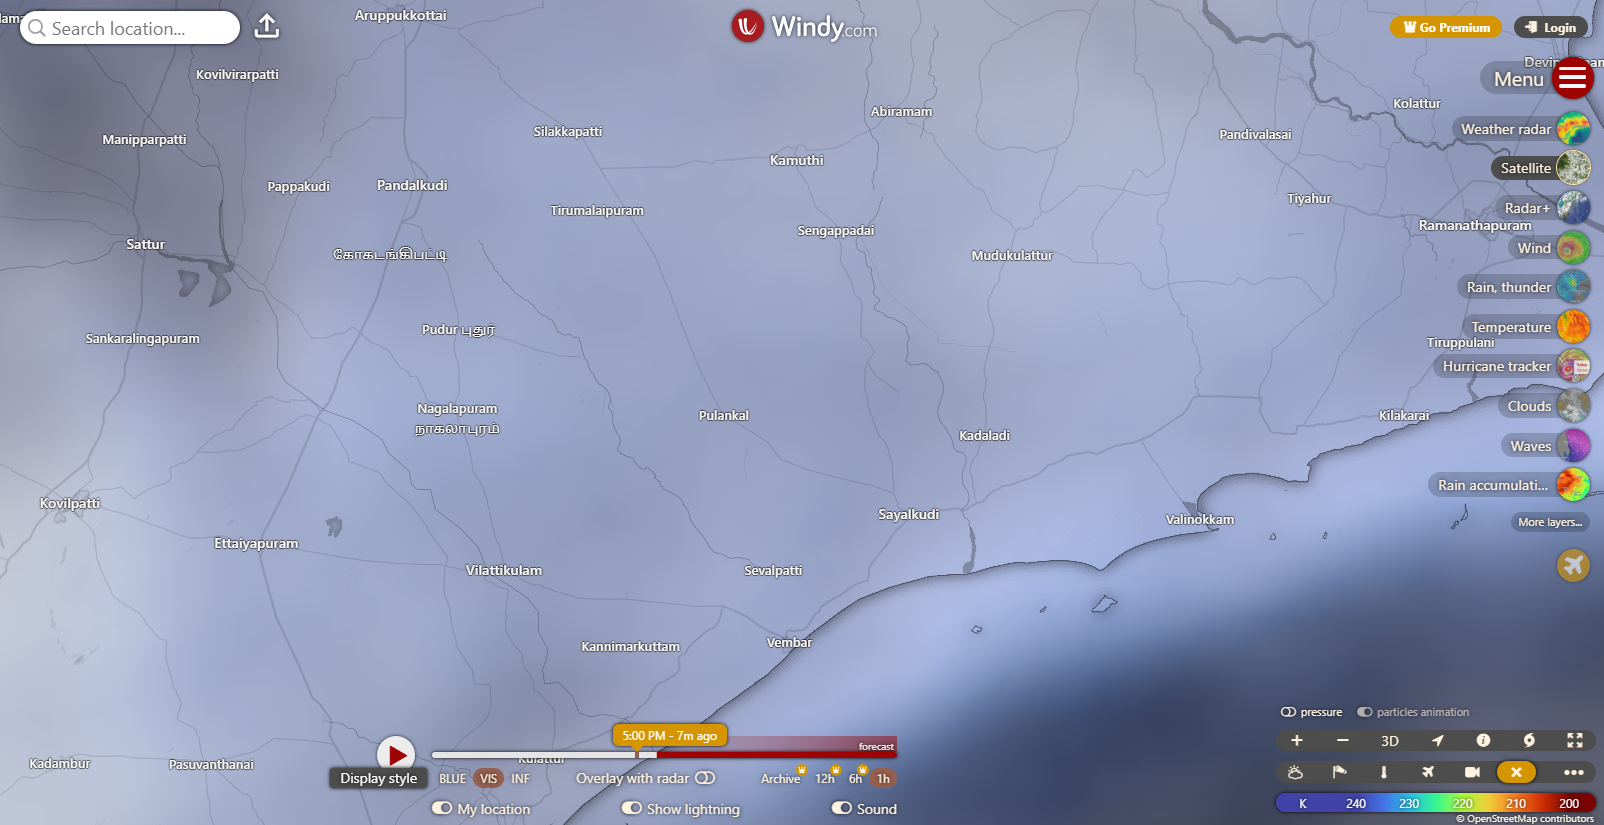 Search location...
Aruppukkottai
Windy.com
Go Premium
Login
Menu
Kovilvirarpatti
Abiramam
Kolattur
Silakkapatti
Weather radar
Manipparpatti
Pandivalasai
Kamuthi
Satellite
Pappakudi
Pandalkudi
Tirumalaipuram
Tiyahur
Radar+
Sengappadai
Ramanathapuram
Sattur
Wind
கோகடங்கிபட்டி
Mudukulattur
Rain, thunder
Pudur புதுர்
Temperature
Sankaralingapuram
Tiruppulani
Hurricane tracker
Nagalapuram
நாகலாபுரம்
Pulankal
Clouds
Kilakarai
Kadaladi
Waves
Rain accumulati...
Kovilpatti
Sayalkudi
Valinokkam
More layers...
Ettaiyapuram
Vilattikulam
Sevalpatti
Kannimarkuttam
Vembar
pressure
particles animation
5:00 PM - 7m ago
forecast
3D
Kadambur
Pasuvanthanai
Kulattur
Display style
BLUE VIS INF
Overlay with radar
Archive 12h 6h 1h
My location
Show lightning
Sound
K 240 230 220 210 200
© OpenStreetMap contributors